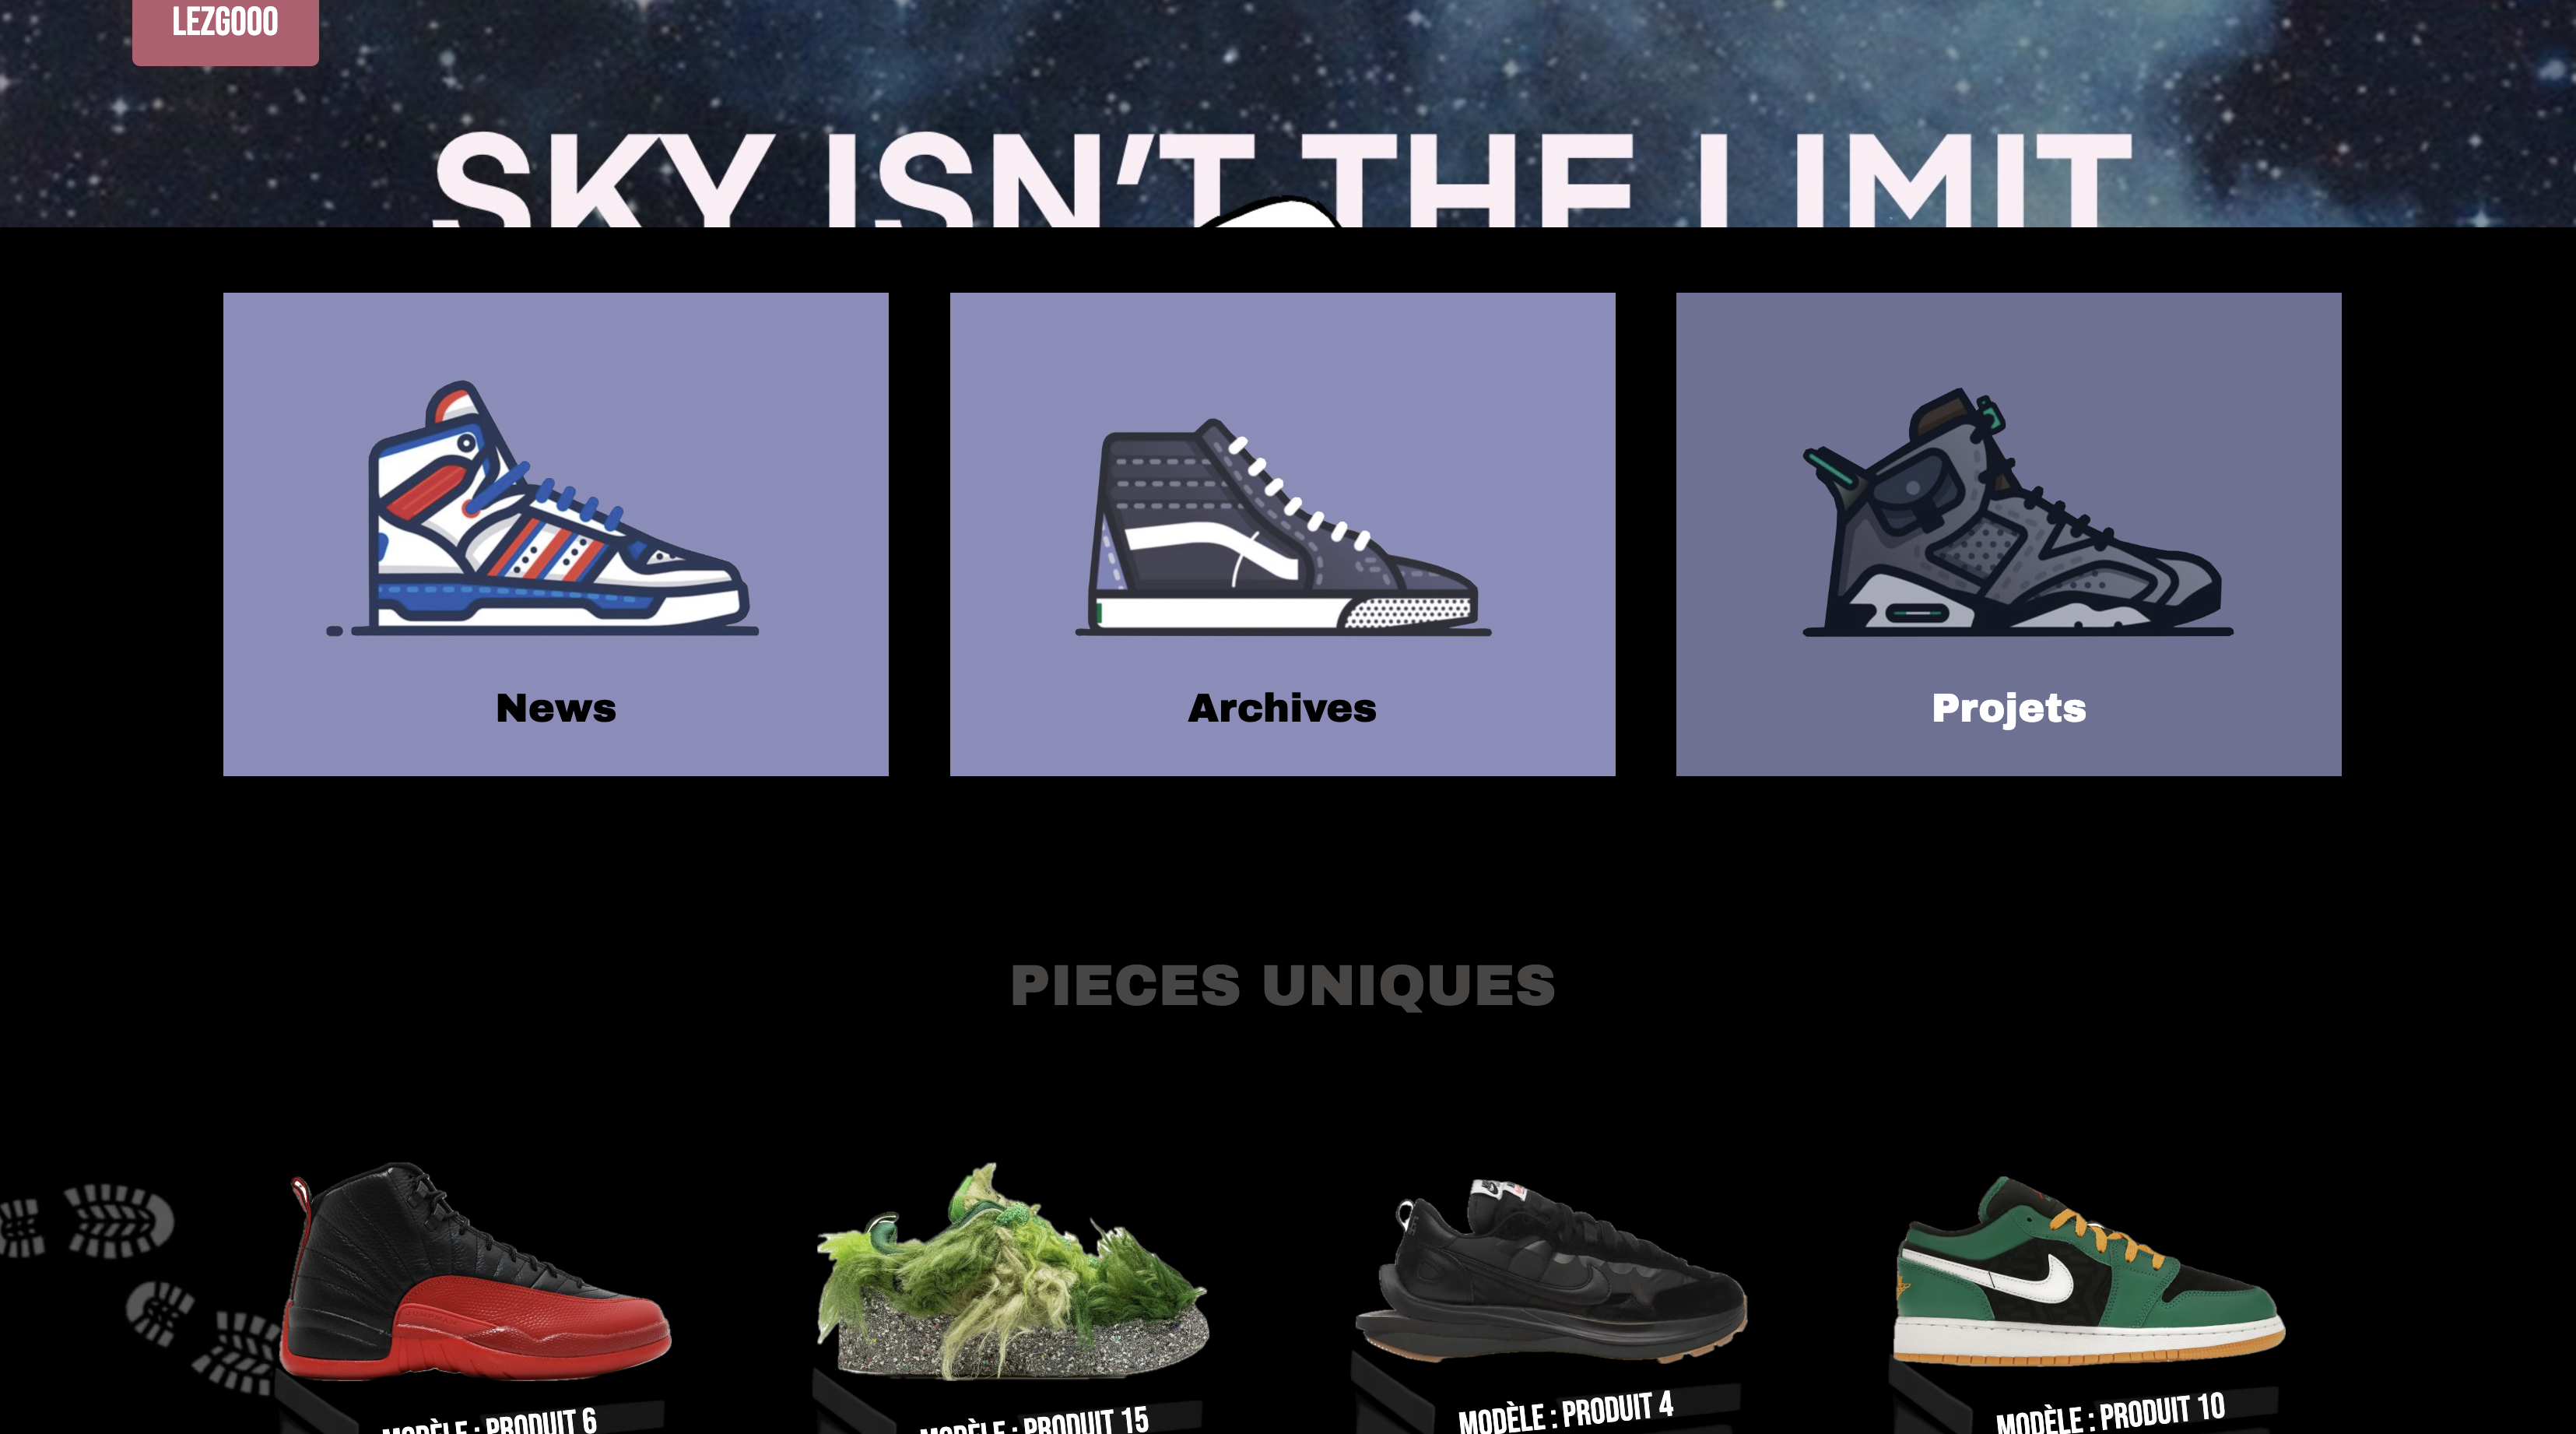 LEZGOOO
SKY ISN'T THE LIMIT
News
Archives
Projets
PIECES UNIQUES
MODÈLE : PRODUIT 6
MODÈLE : PRODUIT 15
MODÈLE : PRODUIT 4
MODÈLE : PRODUIT 10